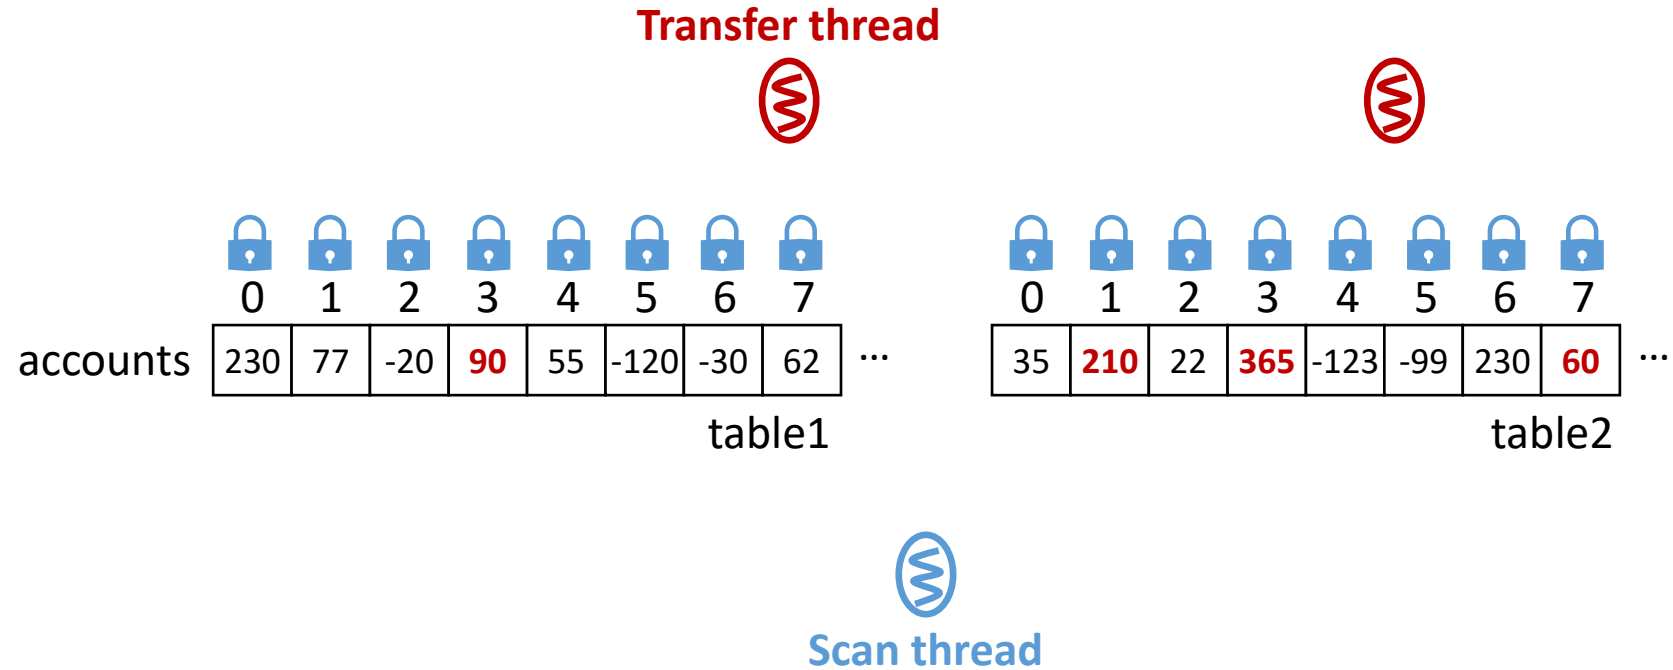 Transfer thread
0 1 2 3 4 5 6 7 0 1 2 3 4 5 6 7
accounts 230 77 -20 90 55 -120 -30 62 ... 35 210 22 365 -123 -99 230 60 ...
table1 table2
Scan thread